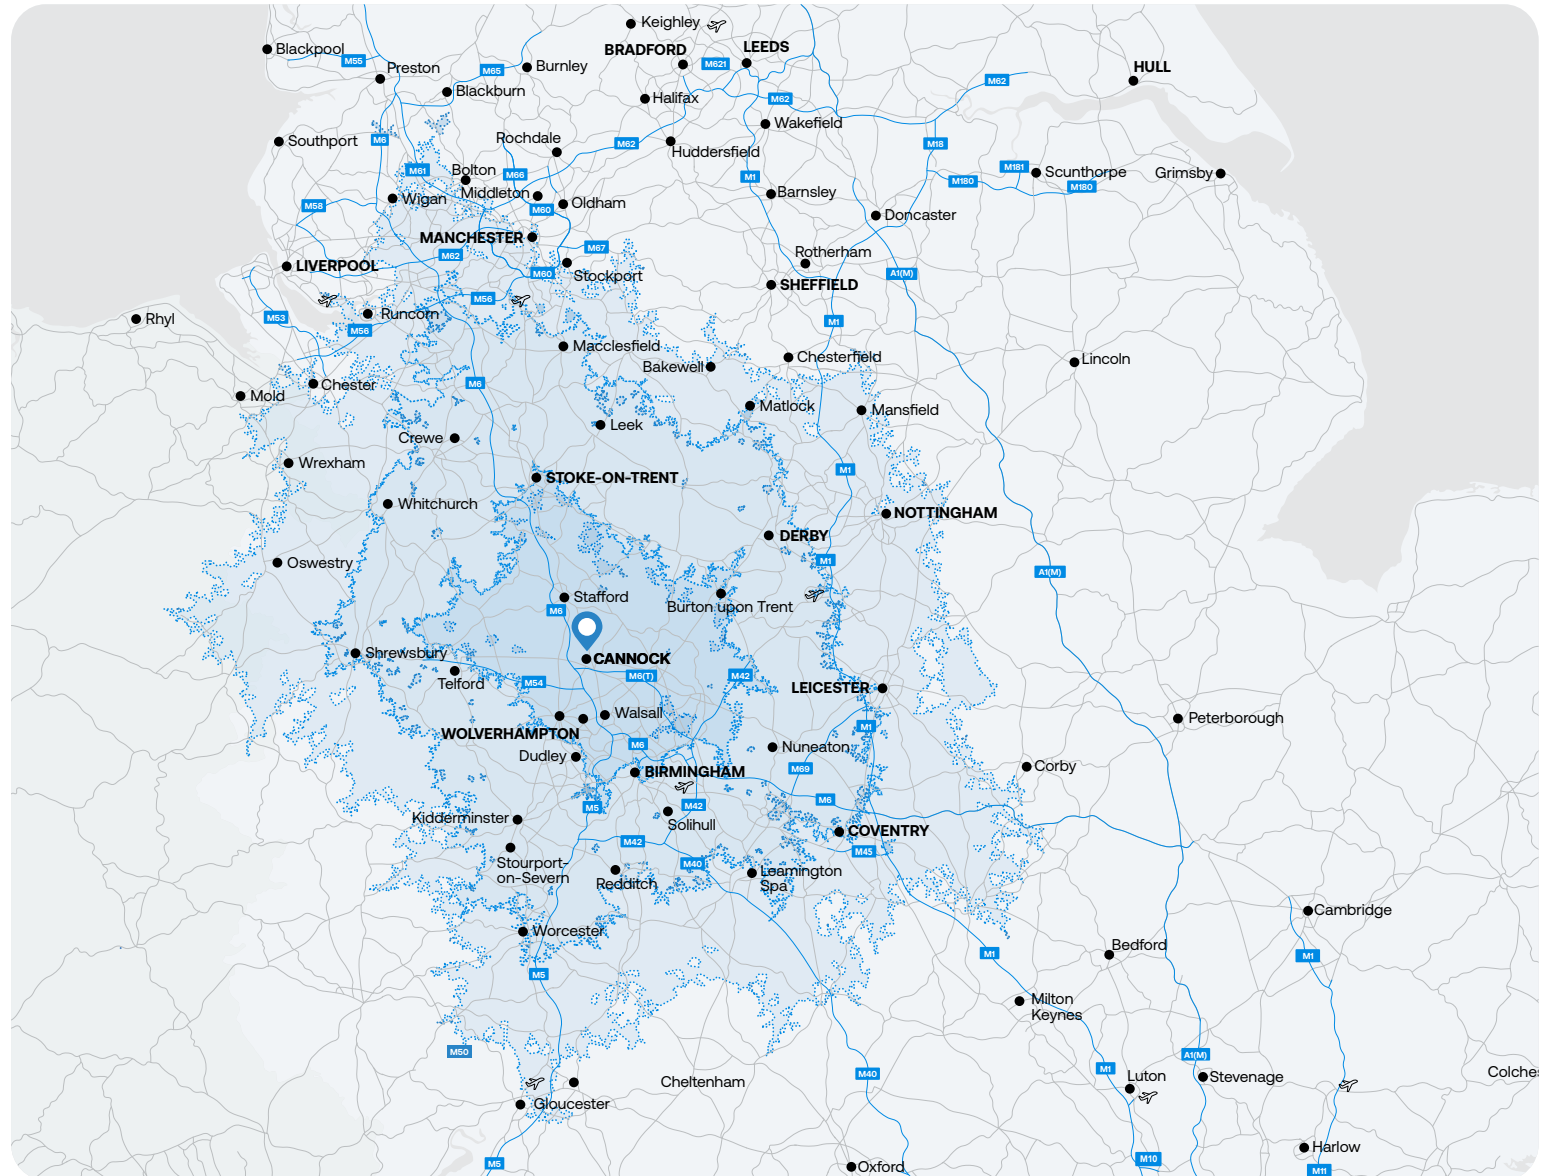 Keighley
Blackpool
BRADFORD
LEEDS
M55
M621
HULL
Preston
M65
Burnley
M62
Blackburn
Halifax
M62
Wakefield
Southport
M6
Rochdale
M62
M18
Huddersfield
M61
Bolton
M66
M1
M181
Scunthorpe
Grimsby
M180
M180
Wigan
Middleton
Barnsley
M58
M60
Oldham
Doncaster
MANCHESTER
M67
M62
Rotherham
LIVERPOOL
M60
Stockport
A1(M)
SHEFFIELD
M56
Rhyl
M53
Runcorn
M56
M1
Macclesfield
Chesterfield
Lincoln
Bakewell
Chester
M6
Mold
Matlock
Mansfield
Leek
Crewe
Wrexham
M1
STOKE-ON-TRENT
Whitchurch
NOTTINGHAM
DERBY
Oswestry
M1
A1(M)
Stafford
M6
Burton upon Trent
Shrewsbury
CANNOCK
M6(T)
M42
Telford
M54
LEICESTER
Walsall
Peterborough
M1
WOLVERHAMPTON
M6
Nuneaton
Dudley
BIRMINGHAM
M69
Corby
M6
M5
M42
Kidderminster
Solihull
COVENTRY
M42
M45
Stourport-
on-Severn
M40
Leamington
Spa
Redditch
Cambridge
Worcester
Bedford
M1
M1
M5
Milton
Keynes
M50
A1(M)
M1
M40
Colches
Cheltenham
Luton
Stevenage
Gloucester
Harlow
M5
M10
Oxford
M11